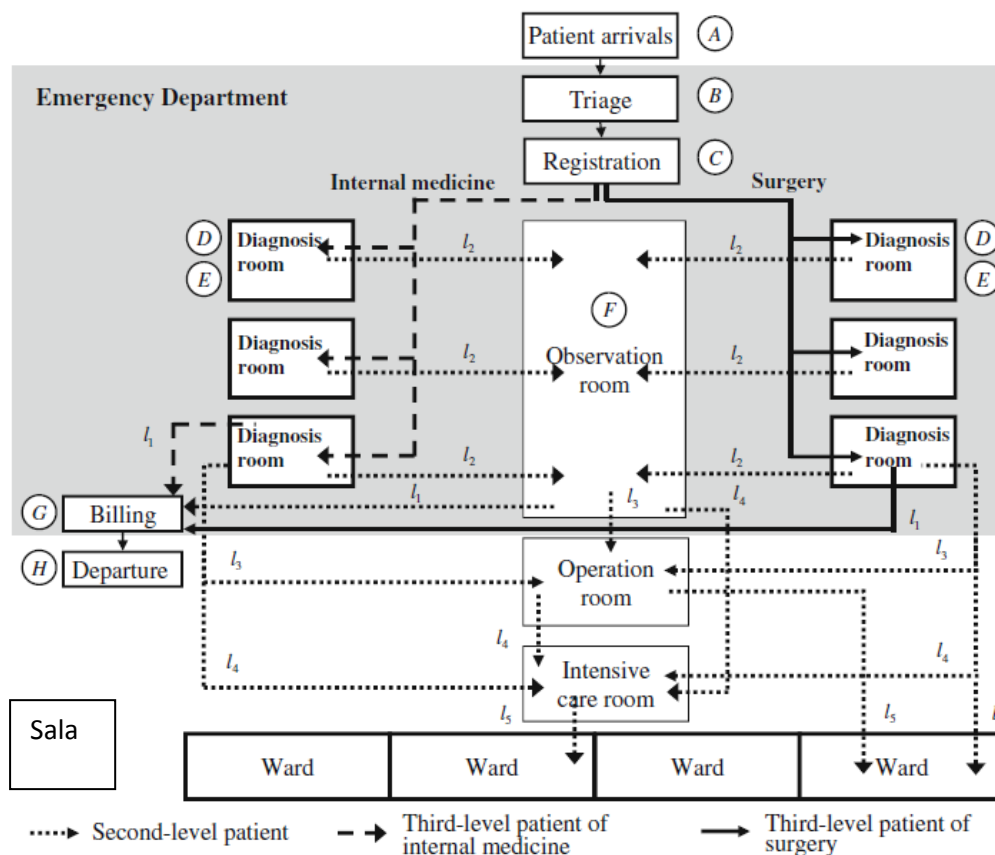 Patient arrivals
A
Emergency Department
Triage
B
Registration
C
Internal medicine
Surgery
D
E
Diagnosis
room
l2
F
Observation
room
l2
Diagnosis
room
D
E
Diagnosis
room
l2
l2
Diagnosis
room
l1
Diagnosis
room
l2
l2
Diagnosis
room
G
Billing
l1
l3
l4
l1
H
Departure
l3
Operation
room
l3
l4
l4
Intensive
care room
l4
l5
l5
l
Sala
Ward
Ward
Ward
Ward
Second-level patient
Third-level patient of
internal medicine
Third-level patient of
surgery